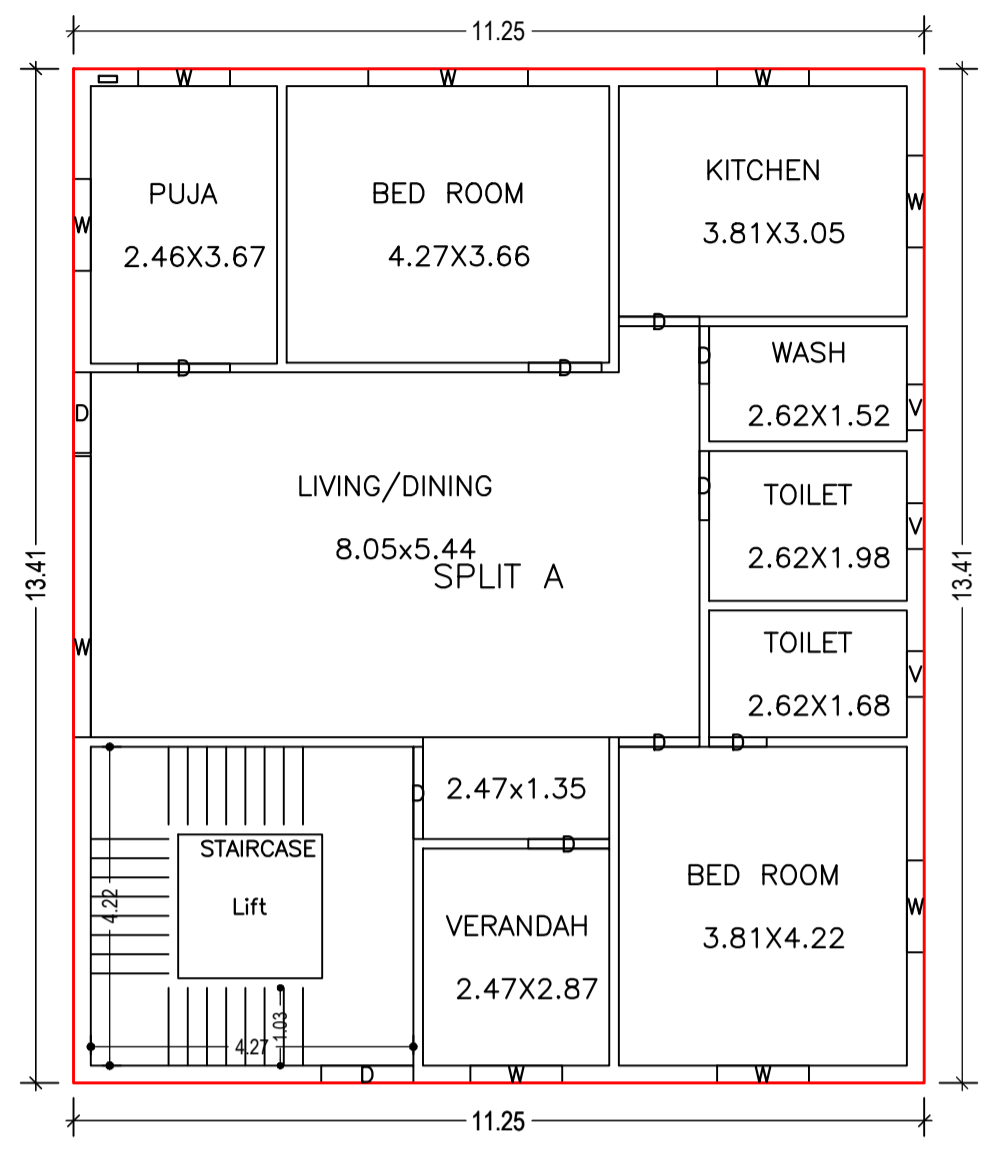 11.25
W
W
W
PUJA
2.46X3.67
BED ROOM
4.27X3.66
KITCHEN
3.81X3.05
W
W
D
D
D
D
WASH
2.62X1.52
V
D
LIVING/DINING
8.05x5.44
SPLIT A
D
TOILET
2.62X1.98
V
13.41
13.41
TOILET
2.62X1.68
V
W
D
D
D
2.47x1.35
D
STAIRCASE
Lift
4.22
4.27
1.03
VERANDAH
2.47X2.87
BED ROOM
3.81X4.22
W
D
W
W
11.25